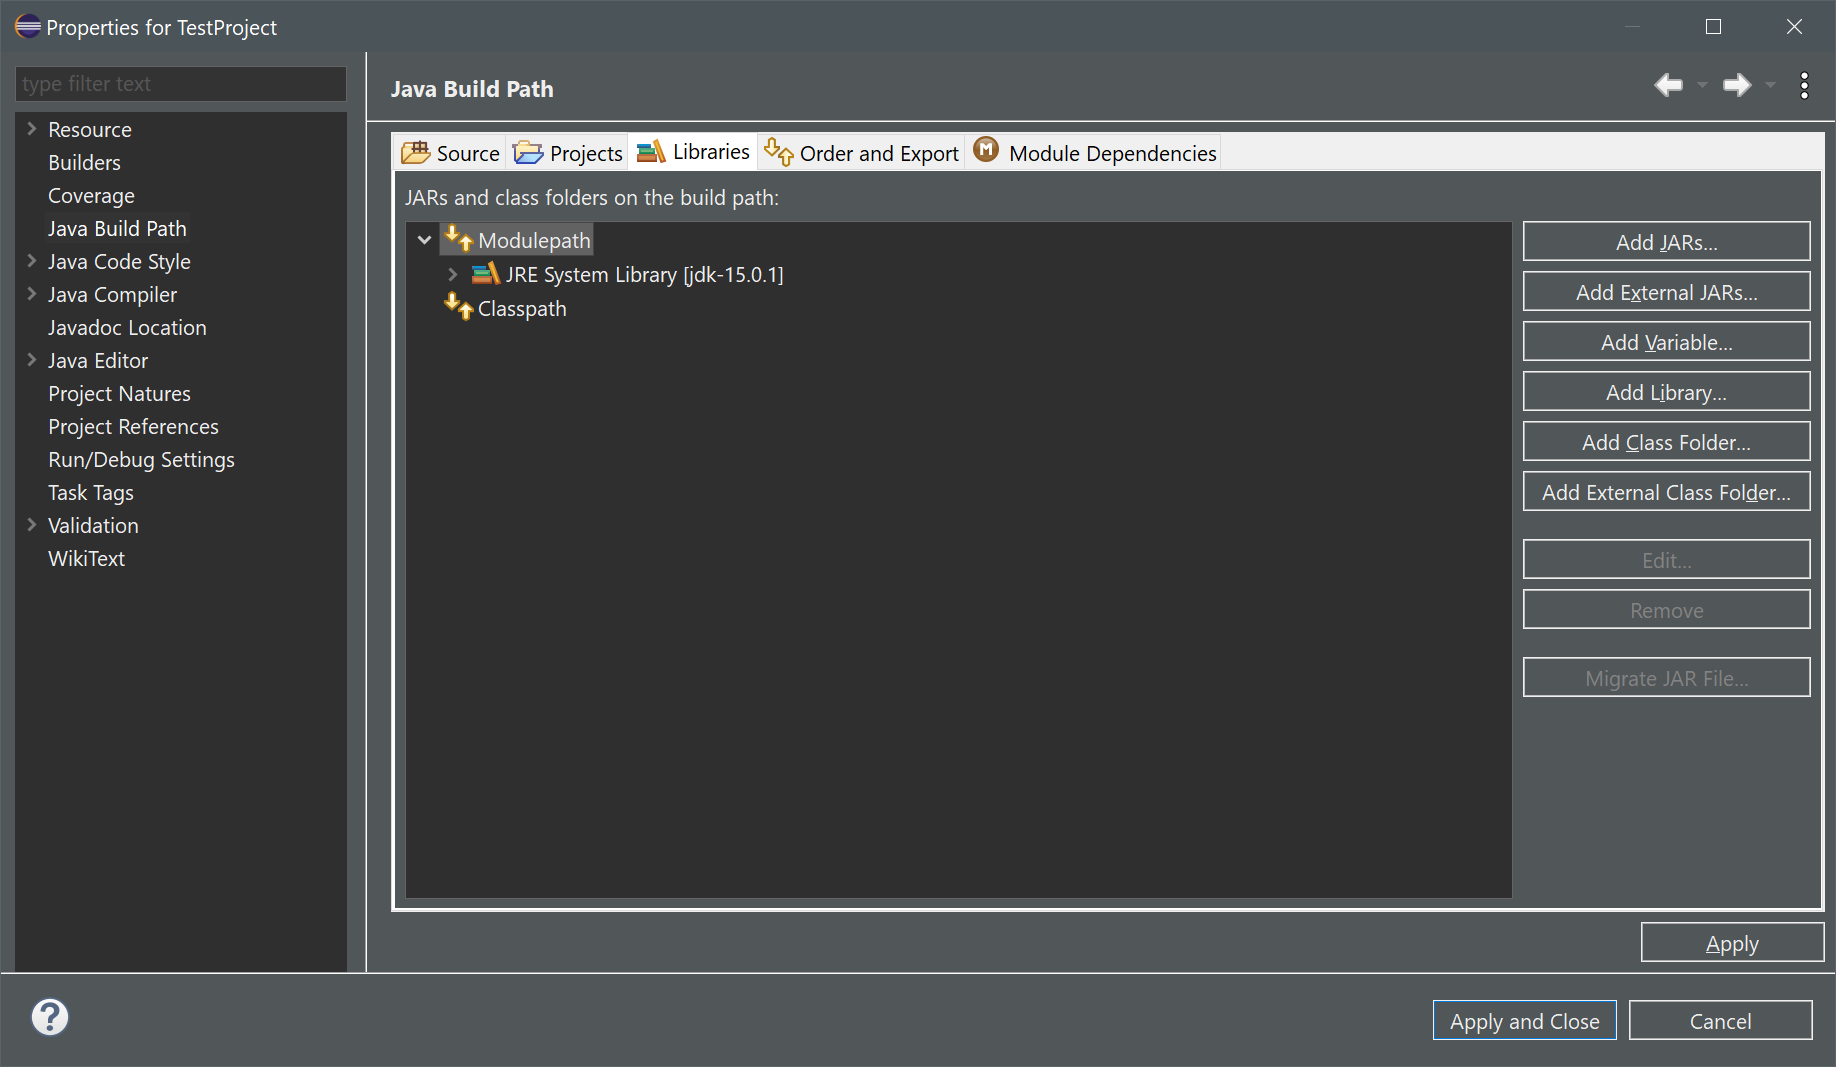 Properties for TestProject
type filter text
Resource
Builders
Coverage
Java Build Path
Java Code Style
Java Compiler
Javadoc Location
Java Editor
Project Natures
Project References
Run/Debug Settings
Task Tags
Validation
WikiText
Java Build Path
Source Projects Libraries Order and Export M Module Dependencies
JARs and class folders on the build path:
Modulepath
JRE System Library [jdk-15.0.1]
Classpath
Add JARs...
Add External JARs...
Add Variable...
Add Library...
Add Class Folder...
Add External Class Folder...
Edit...
Remove
Migrate JAR File...
Apply
?
Apply and Close Cancel